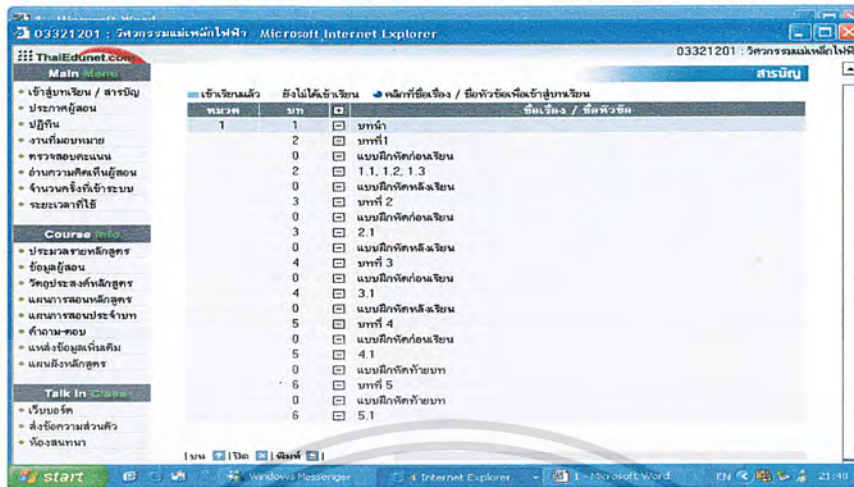 03321201 : วิศวกรรมแม่เหล็กไฟฟ้า Microsoft Internet Explorer
ThaiEdunet.com
03321201 : วิศวกรรมแม่เหล็กไฟฟ้า
Main Menu
สารบัญ
เข้าสู่บทเรียน / สารบัญ
ประกาศผู้สอน
ปฏิทิน
งานที่มอบหมาย
ตรวจสอบคะแนน
อ่านความคิดเห็นผู้สอน
จำนวนครั้งที่เข้าระบบ
ระยะเวลาที่ใช้
Course Info
ประมวลรายหลักสูตร
ข้อมูลผู้สอน
วัตถุประสงค์หลักสูตร
แผนการสอนหลักสูตร
แผนการสอนประจำบท
คำถาม-ตอบ
แหล่งข้อมูลเพิ่มเติม
แผนผังหลักสูตร
Talk In Class
เว็บบอร์ด
ส่งข้อความส่วนตัว
ห้องสนทนา
เข้าเรียนแล้ว ยังไม่ได้เข้าเรียน คลิกที่ชื่อเรื่อง / ชื่อหัวข้อเพื่อเข้าสู่บทเรียน
หมวด บท ชื่อเรื่อง / ชื่อหัวข้อ
1 1 บทนำ
2 บทที่1
0 แบบฝึกหัดก่อนเรียน
2 1.1, 1.2, 1.3
0 แบบฝึกหัดหลังเรียน
3 บทที่ 2
0 แบบฝึกหัดก่อนเรียน
3 2.1
0 แบบฝึกหัดหลังเรียน
4 บทที่ 3
0 แบบฝึกหัดก่อนเรียน
4 3.1
0 แบบฝึกหัดหลังเรียน
5 บทที่ 4
0 แบบฝึกหัดก่อนเรียน
5 4.1
0 แบบฝึกหัดท้ายบท
6 บทที่ 5
0 แบบฝึกหัดท้ายบท
6 5.1
| บน | ปิด | พิมพ์ |
start Windows Messenger 4 Internet Explorer 1 - Microsoft Word EN 21:48